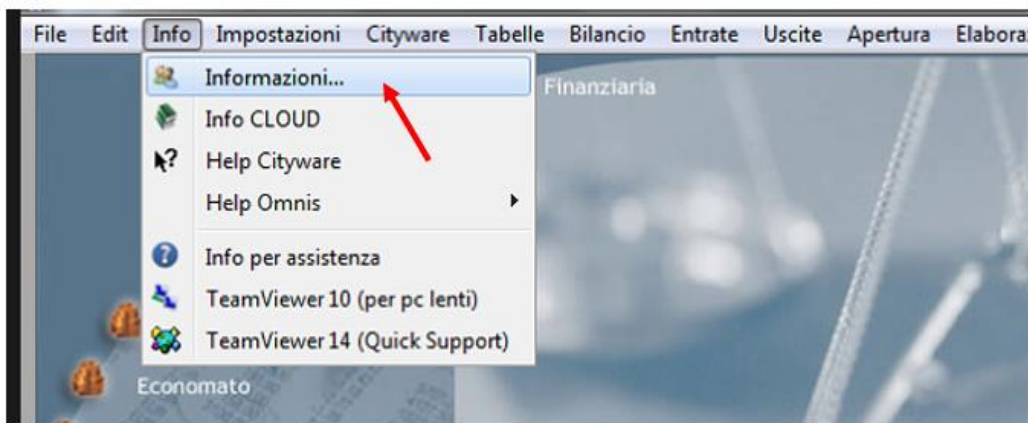 File Edit Info Impostazioni Cityware Tabelle Bilancio Entrate Uscite Apertura Elabora
Informazioni...
Finanziaria
Info CLOUD
Help Cityware
Help Omnis
Info per assistenza
TeamViewer 10 (per pc lenti)
TeamViewer 14 (Quick Support)
Economato